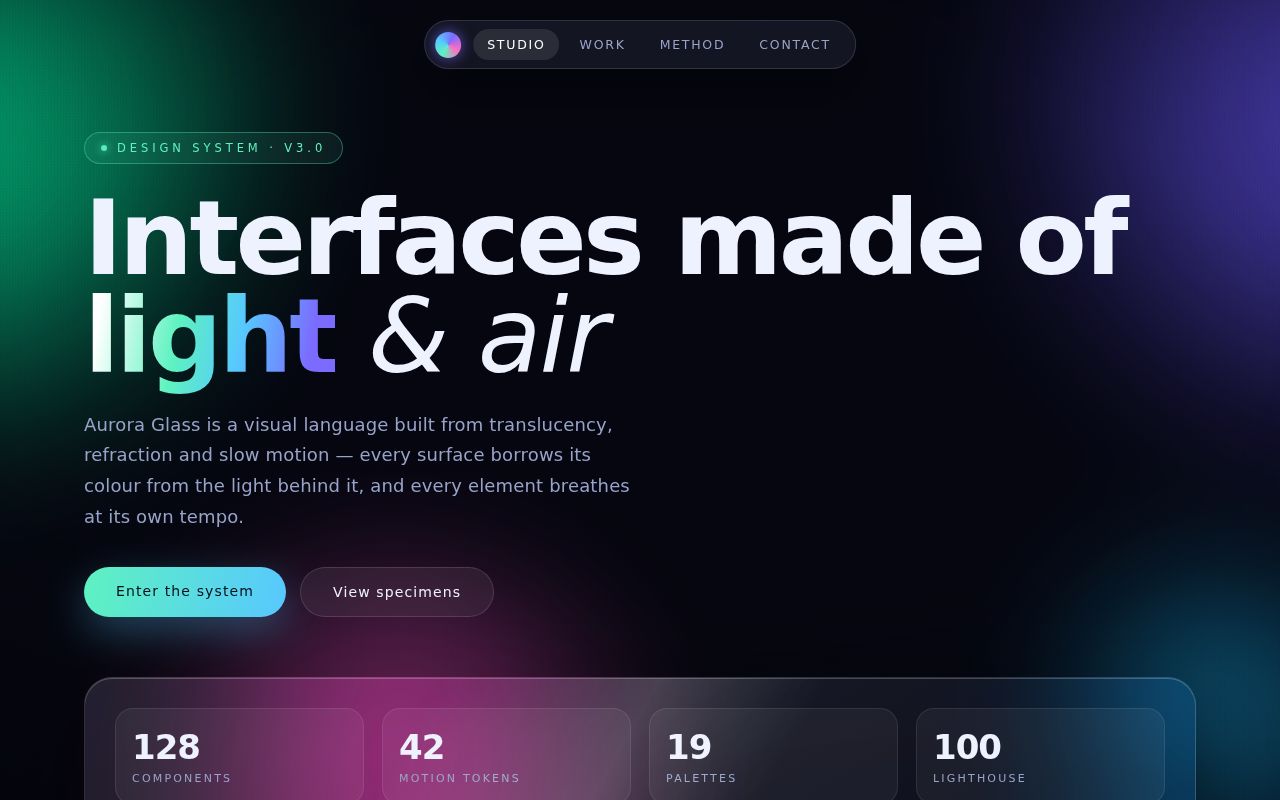 STUDIO WORK METHOD CONTACT
DESIGN SYSTEM · V3.0
Interfaces made of
light & air
Aurora Glass is a visual language built from translucency,
refraction and slow motion — every surface borrows its
colour from the light behind it, and every element breathes
at its own tempo.
Enter the system View specimens
128 42 19 100
COMPONENTS MOTION TOKENS PALETTES LIGHTHOUSE